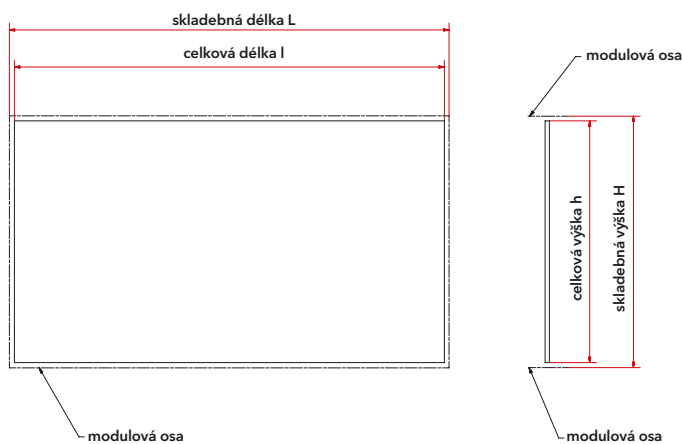 skladebná délka L
celková délka l
modulová osa
celková výška h
skladebná výška H
modulová osa
modulová osa